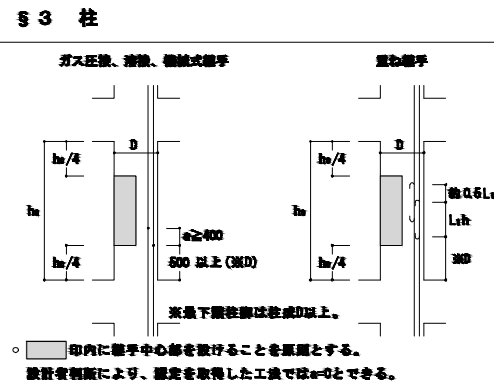 §3 柱
ガス圧接、溶接、機械式継手
重ね継手
D
h₀/4
h₀
h₀/4
a≧400
500 以上(※D)
D
h₀/4
h₀
h₀/4
約0.5L₁h
L₁h
※D
※最下階柱脚は柱成D以上。
印内に継手中心部を設けることを原則とする。
設計者判断により、認定を取得した工法ではa=0とできる。